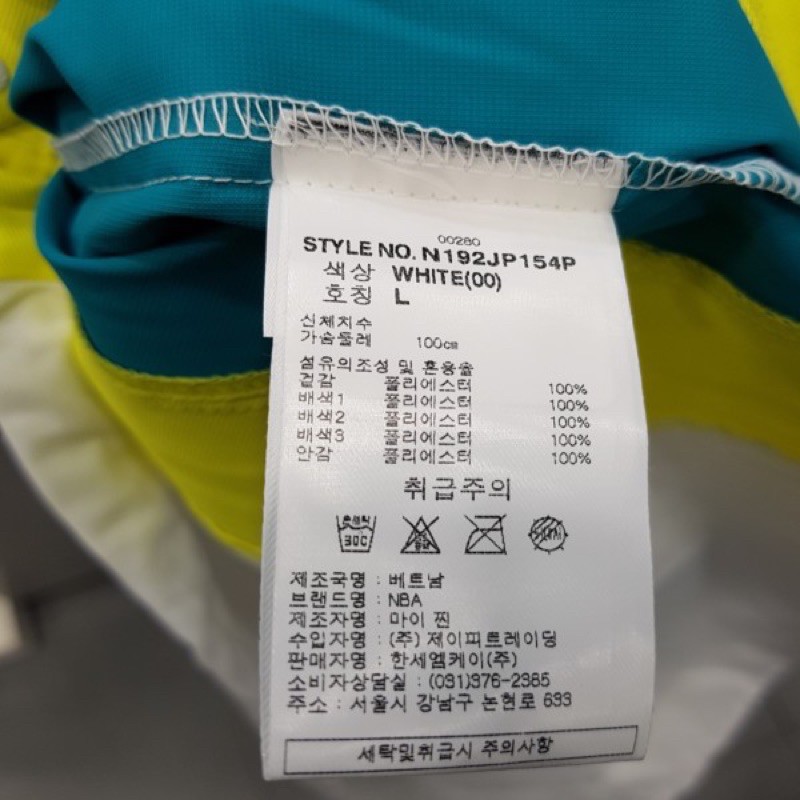 00280
STYLE NO. N192JP154P
색상 WHITE(00)
호칭 L
신체치수
가슴둘레 100㎝
섬유의조성 및 혼용율
겉감 폴리에스터 100%
배색1 폴리에스터 100%
배색2 폴리에스터 100%
배색3 폴리에스터 100%
안감 폴리에스터 100%
취급주의
손세탁
30C
제조국명 : 베트남
브랜드명 : NBA
제조자명 : 마이 찐
수입자명 : (주) 제이피트레이딩
판매자명 : 한세엠케이(주)
소비자상담실 : (031)376-2385
주소 : 서울시 강남구 논현로 633
세탁및취급시 주의사항